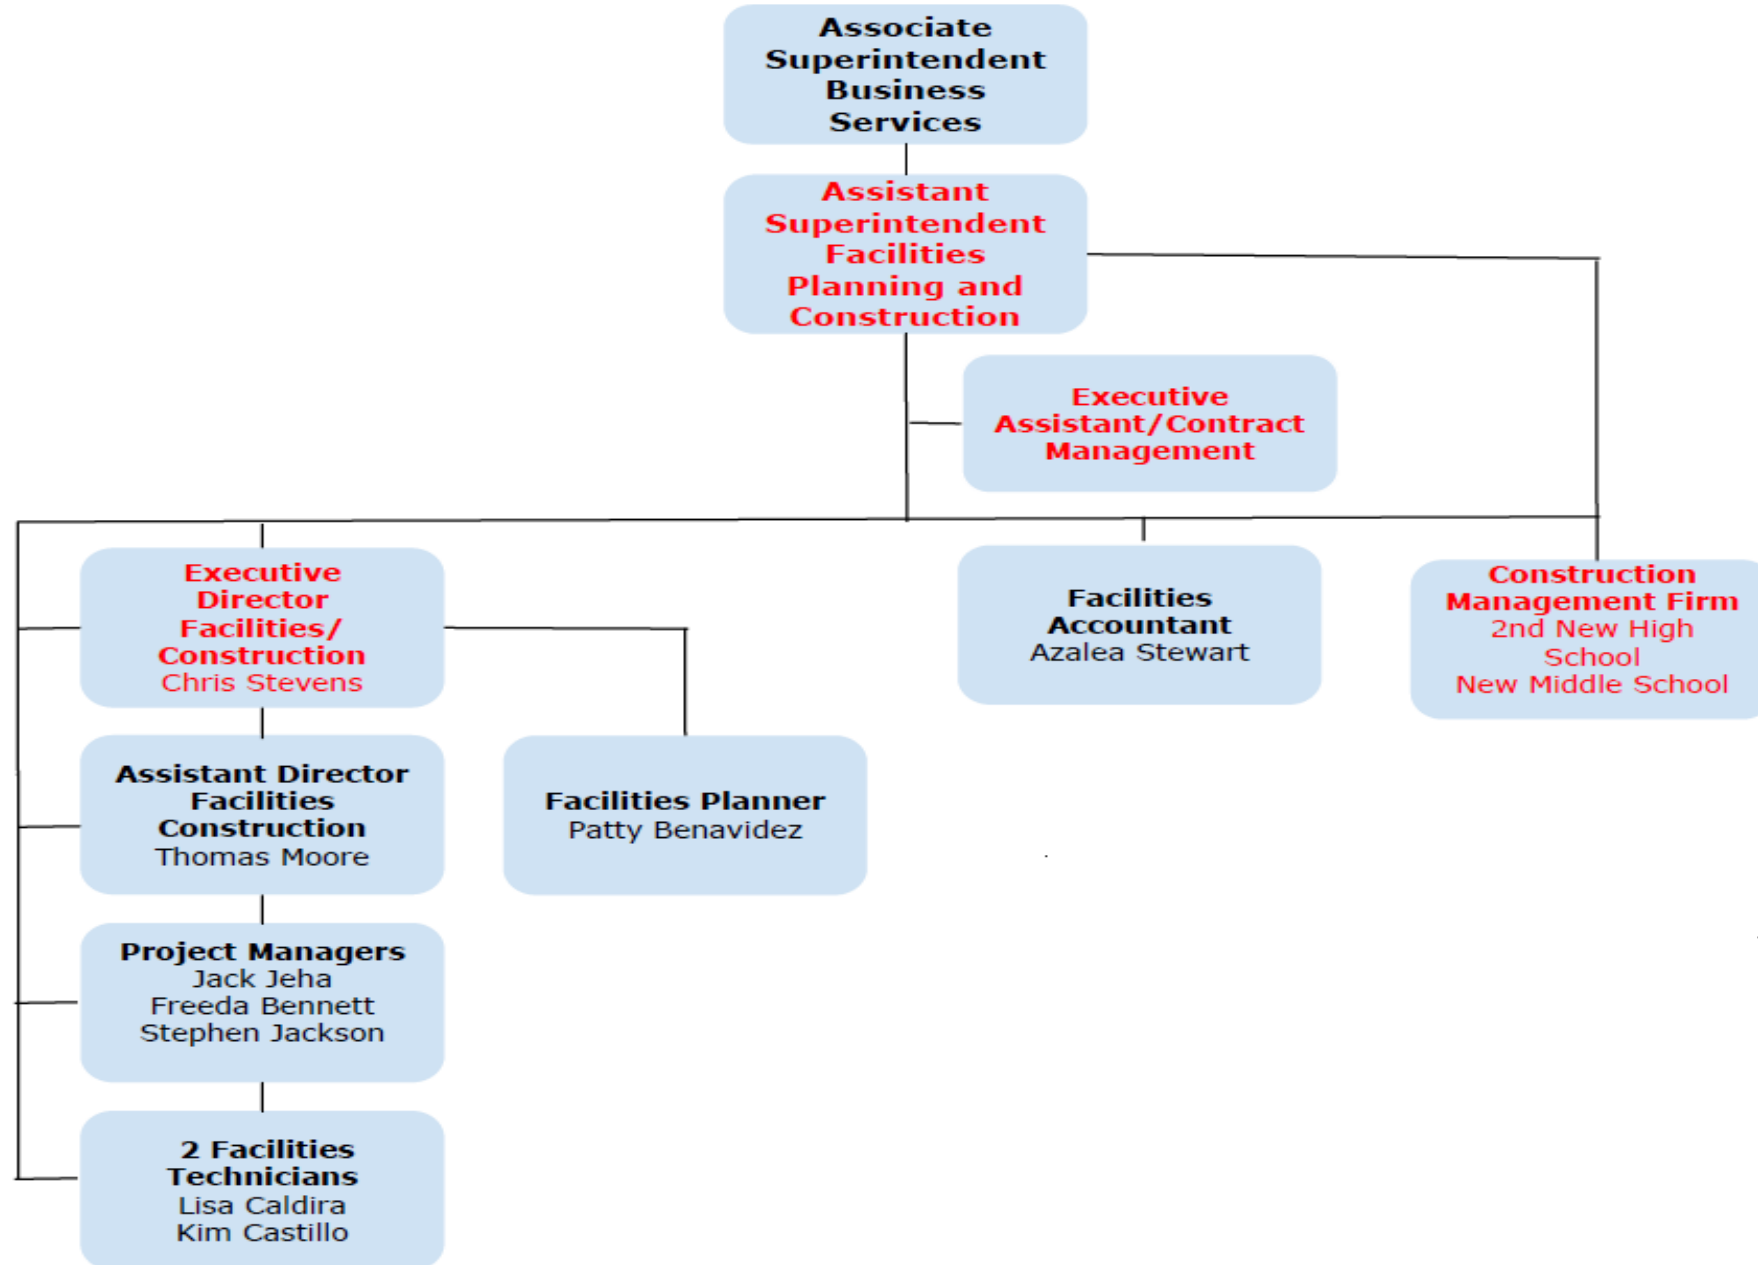 Associate
Superintendent
Business
Services
Assistant
Superintendent
Facilities
Planning and
Construction
Executive
Assistant/Contract
Management
Executive
Director
Facilities/
Construction
Chris Stevens
Facilities
Accountant
Azalea Stewart
Construction
Management Firm
2nd New High
School
New Middle School
Assistant Director
Facilities
Construction
Thomas Moore
Facilities Planner
Patty Benavidez
Project Managers
Jack Jeha
Freeda Bennett
Stephen Jackson
2 Facilities
Technicians
Lisa Caldira
Kim Castillo